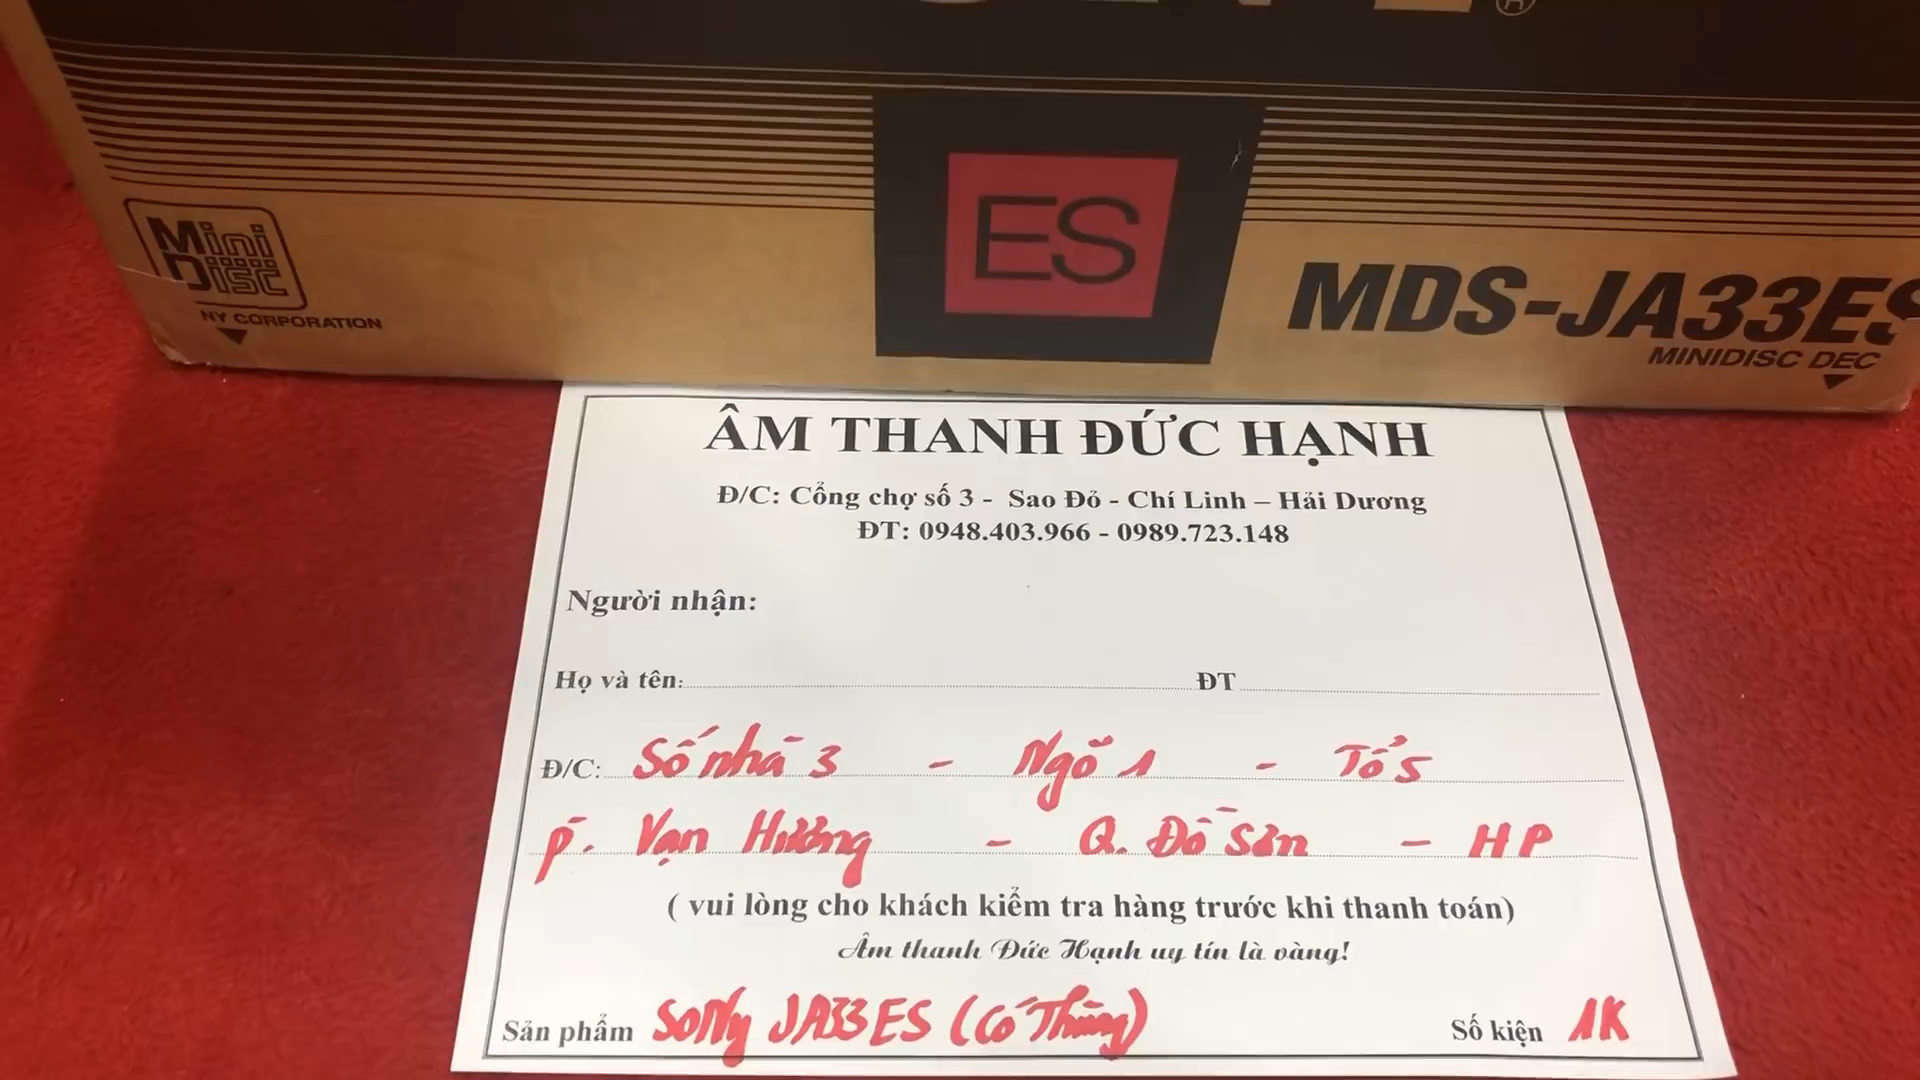 Mini
Disc
NY CORPORATION
ES
MDS-JA33ES
MINIDISC DEC
ÂM THANH ĐỨC HẠNH
Đ/C: Cổng chợ số 3 - Sao Đỏ - Chí Linh – Hải Dương
ĐT: 0948.403.966 - 0989.723.148
Người nhận:
Họ và tên: ĐT
Đ/C: Số nhà 3 - Ngõ 1 - Tổ 5
P. Vạn Hương - Q. Đồ Sơn - HP
( vui lòng cho khách kiểm tra hàng trước khi thanh toán)
Âm thanh Đức Hạnh uy tín là vàng!
Sản phẩm SoNy JA33ES (Có Thùng) Số kiện 1K